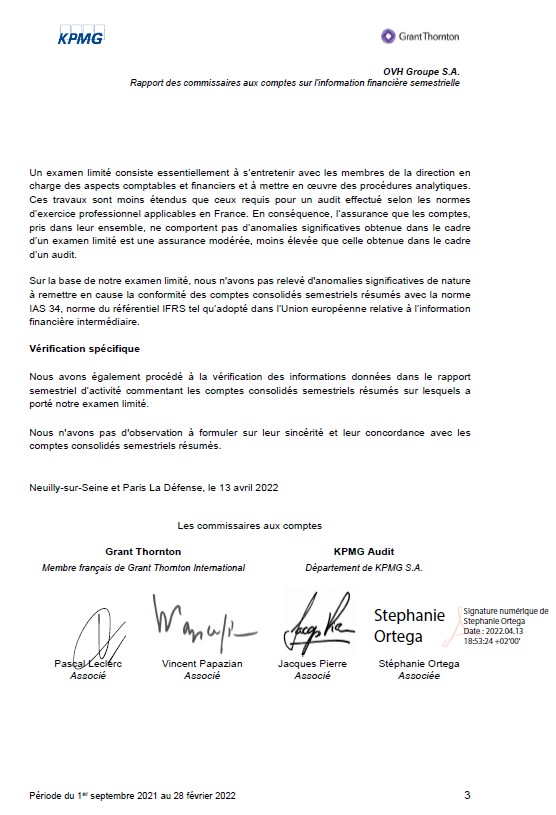 KPMG
Grant Thornton
OVH Groupe S.A.
Rapport des commissaires aux comptes sur l'information financière semestrielle
Un examen limité consiste essentiellement à s'entretenir avec les membres de la direction en
charge des aspects comptables et financiers et à mettre en œuvre des procédures analytiques.
Ces travaux sont moins étendus que ceux requis pour un audit effectué selon les normes
d'exercice professionnel applicables en France. En conséquence, l'assurance que les comptes,
pris dans leur ensemble, ne comportent pas d'anomalies significatives obtenue dans le cadre
d'un examen limité est une assurance modérée, moins élevée que celle obtenue dans le cadre
d'un audit.
Sur la base de notre examen limité, nous n'avons pas relevé d'anomalies significatives de nature
à remettre en cause la conformité des comptes consolidés semestriels résumés avec la norme
IAS 34, norme du référentiel IFRS tel qu'adopté dans l'Union européenne relative à l'information
financière intermédiaire.
Vérification spécifique
Nous avons également procédé à la vérification des informations données dans le rapport
semestriel d'activité commentant les comptes consolidés semestriels résumés sur lesquels a
porté notre examen limité.
Nous n'avons pas d'observation à formuler sur leur sincérité et leur concordance avec les
comptes consolidés semestriels résumés.
Neuilly-sur-Seine et Paris La Défense, le 13 avril 2022
Les commissaires aux comptes
Grant Thornton
Membre français de Grant Thornton International
KPMG Audit
Département de KPMG S.A.
Stephanie
Ortega
Signature numérique de
Stephanie Ortega
Date : 2022.04.13
18:53:24 +02'00'
Pascal Leclerc
Associé
Vincent Papazian
Associé
Jacques Pierre
Associé
Stéphanie Ortega
Associée
Période du 1er septembre 2021 au 28 février 2022
3